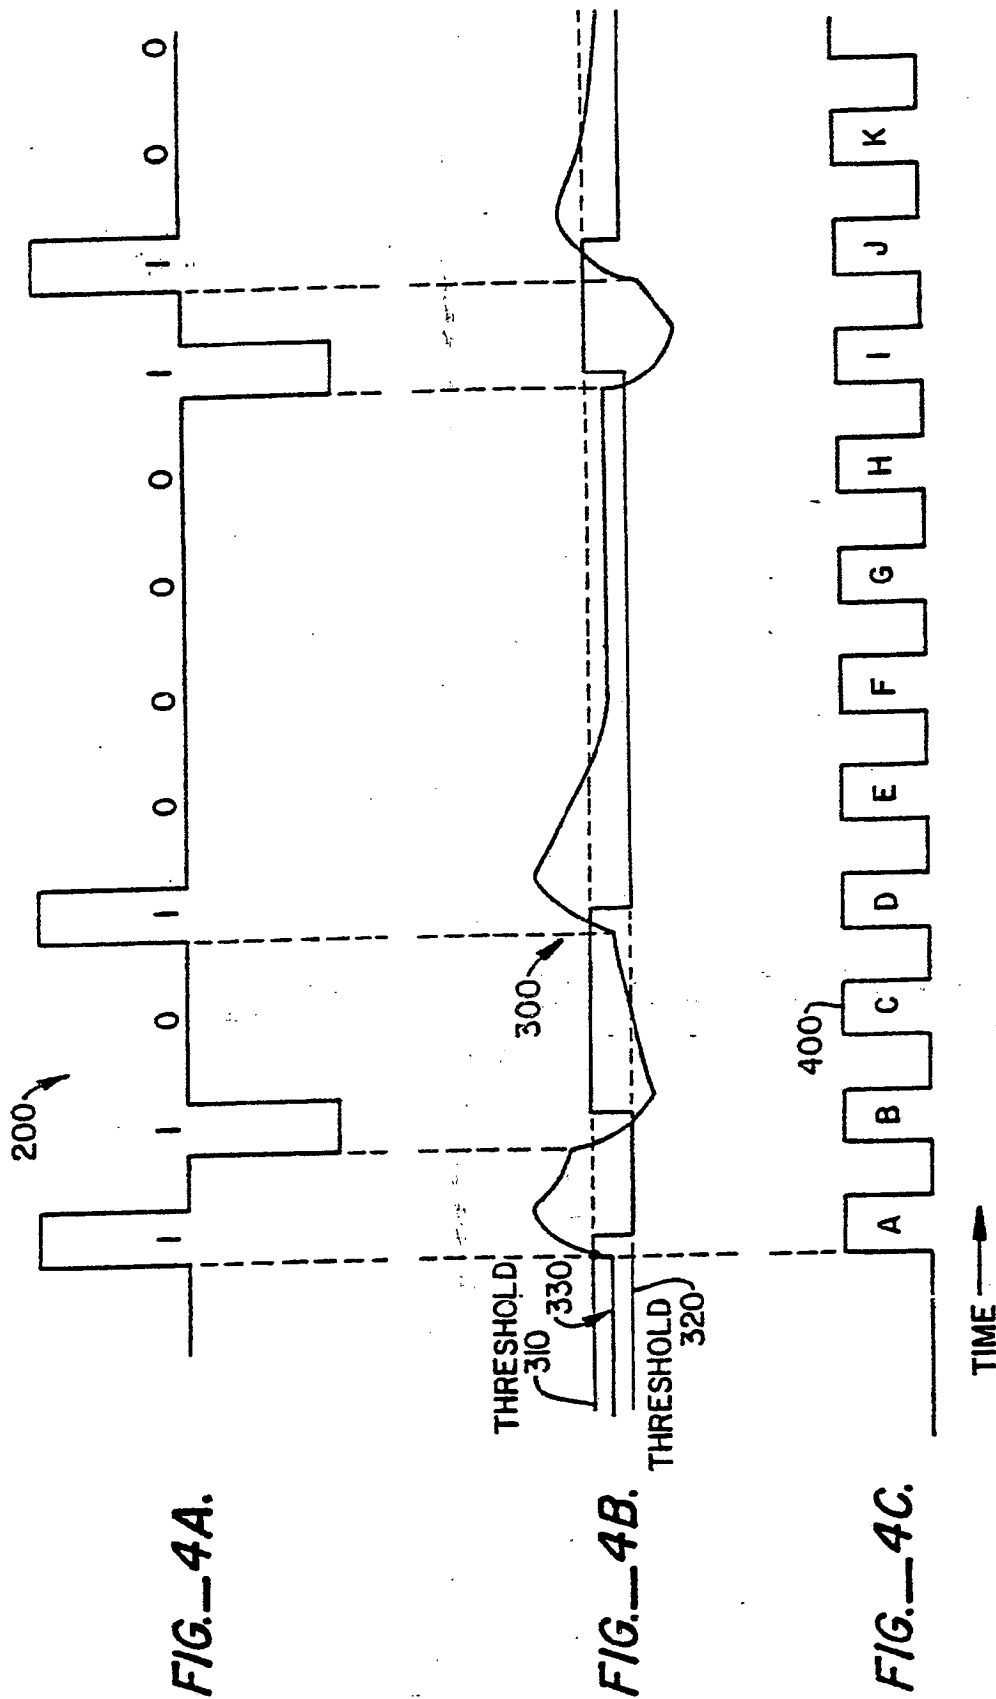 200
1 1 0 1 0 0 0 0 1 1 0 0
FIG._4A.
THRESHOLD
310
330
300
THRESHOLD
320
FIG._4B.
400
A B C D E F G H I J K
FIG._4C.
TIME